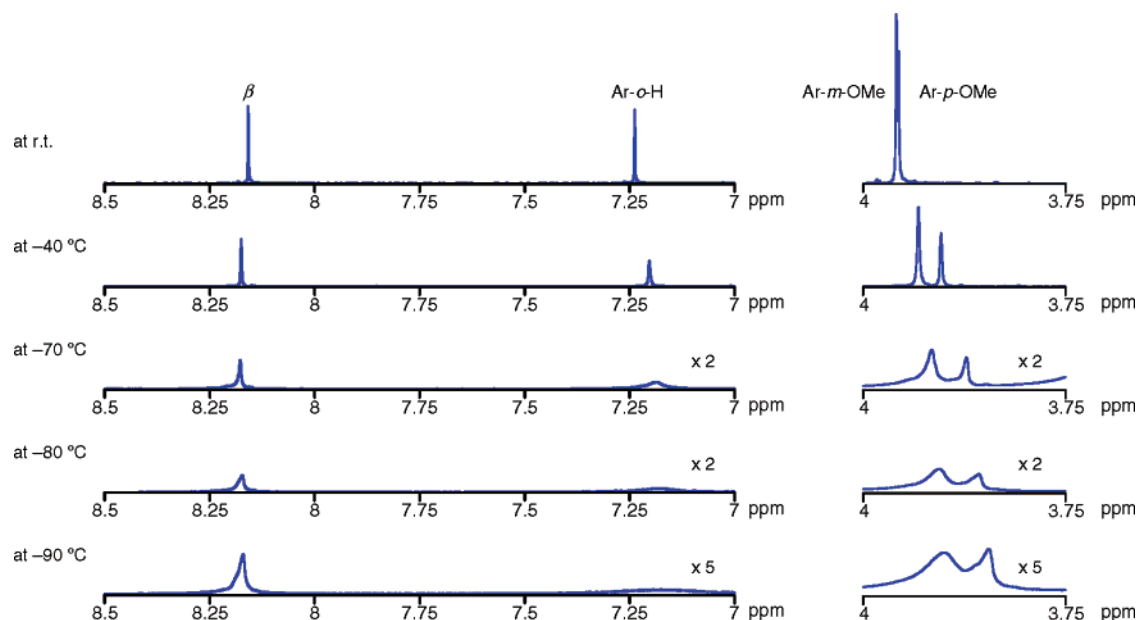 β Ar-o-H Ar-m-OMe Ar-p-OMe
at r.t.
8.5 8.25 8 7.75 7.5 7.25 7 ppm 4 3.75 ppm
at –40 ºC
8.5 8.25 8 7.75 7.5 7.25 7 ppm 4 3.75 ppm
at –70 ºC
x 2 x 2
8.5 8.25 8 7.75 7.5 7.25 7 ppm 4 3.75 ppm
at –80 ºC
x 2 x 2
8.5 8.25 8 7.75 7.5 7.25 7 ppm 4 3.75 ppm
at –90 ºC
x 5 x 5
8.5 8.25 8 7.75 7.5 7.25 7 ppm 4 3.75 ppm